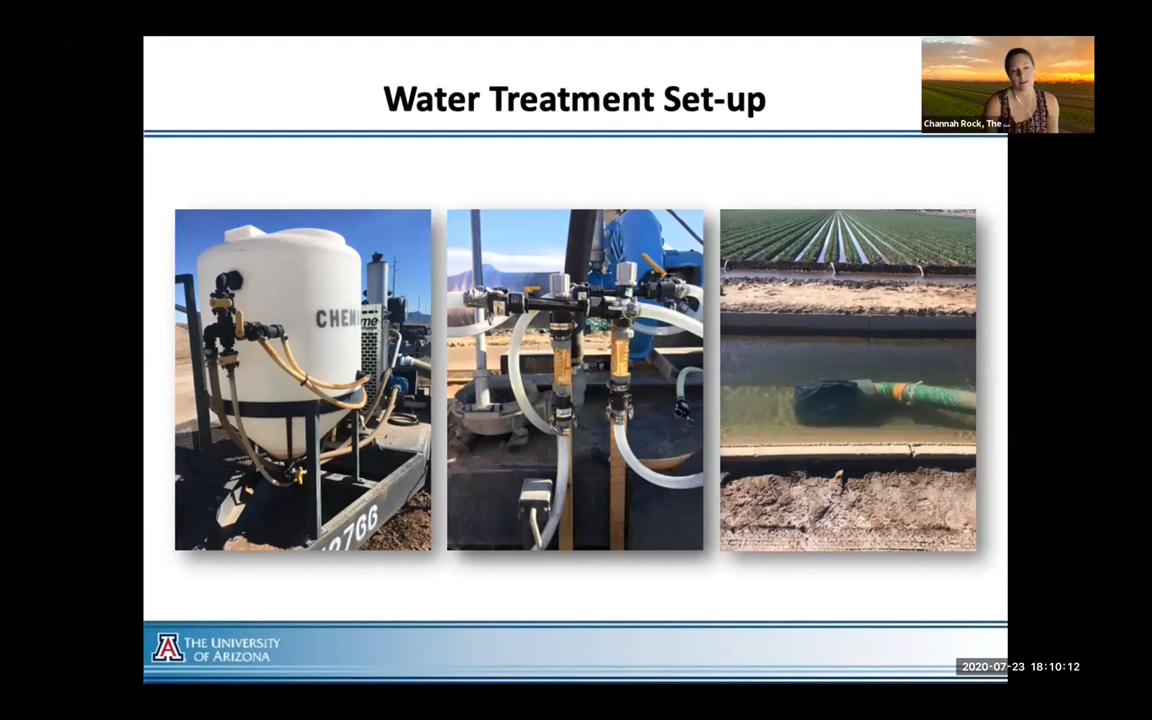 Water Treatment Set-up
Channah Rock, The ...
CHEM
THE UNIVERSITY
OF ARIZONA
2020-07-23 18:10:12